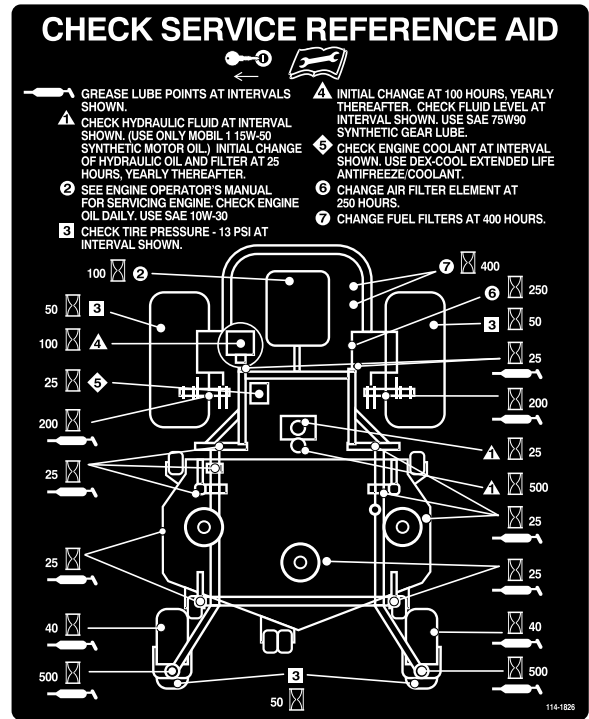 CHECK SERVICE REFERENCE AID
GREASE LUBE POINTS AT INTERVALS
SHOWN.
1 CHECK HYDRAULIC FLUID AT INTERVAL
SHOWN. (USE ONLY MOBIL 1 15W-50
SYNTHETIC MOTOR OIL.) INITIAL CHANGE
OF HYDRAULIC OIL AND FILTER AT 25
HOURS, YEARLY THEREAFTER.
2 SEE ENGINE OPERATOR'S MANUAL
FOR SERVICING ENGINE. CHECK ENGINE
OIL DAILY. USE SAE 10W-30
3 CHECK TIRE PRESSURE - 13 PSI AT
INTERVAL SHOWN.
4 INITIAL CHANGE AT 100 HOURS, YEARLY
THEREAFTER. CHECK FLUID LEVEL AT
INTERVAL SHOWN. USE SAE 75W90
SYNTHETIC GEAR LUBE.
5 CHECK ENGINE COOLANT AT INTERVAL
SHOWN. USE DEX-COOL EXTENDED LIFE
ANTIFREEZE/COOLANT.
6 CHANGE AIR FILTER ELEMENT AT
250 HOURS.
7 CHANGE FUEL FILTERS AT 400 HOURS.
100 2
7 400
6 250
50 3
3 50
100 4
25
25 5
200
200
1 25
25
1 500
25
25
25
40
40
500
500
3
50
114-1826